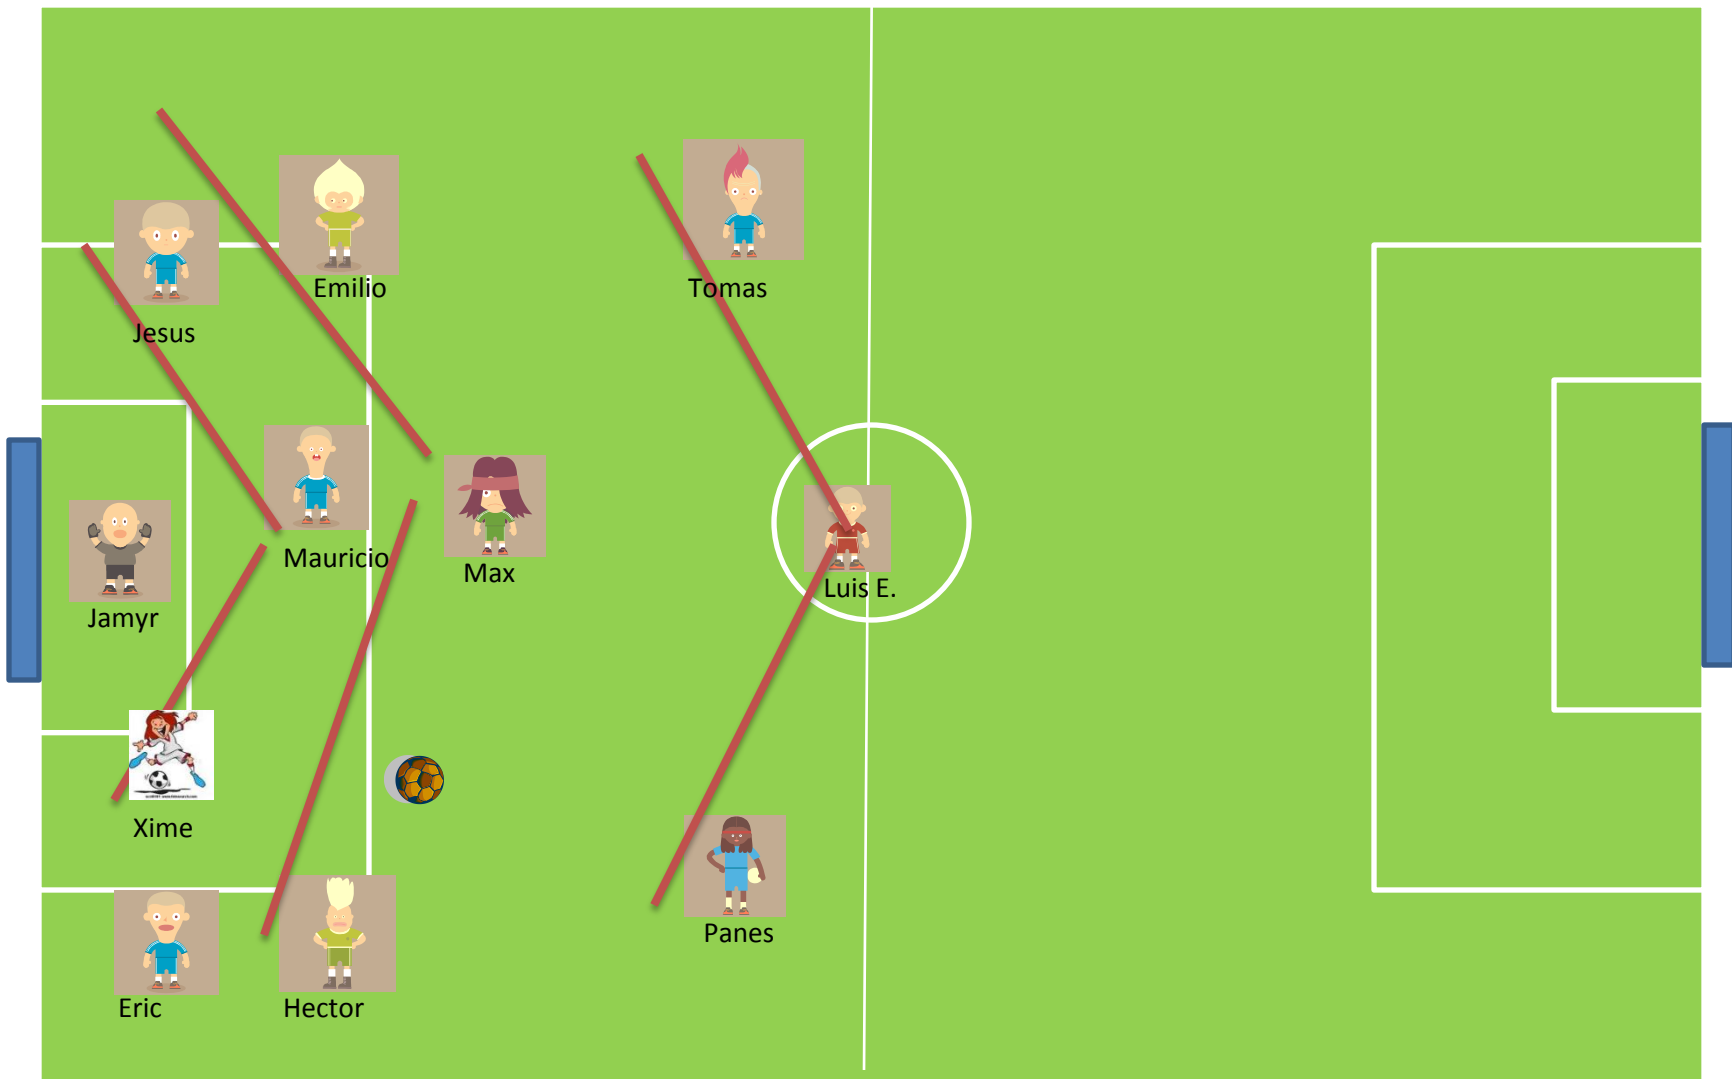 Emilio
Tomas
Jesus
Mauricio
Max
Luis E.
Jamyr
Xime
Panes
Eric
Hector